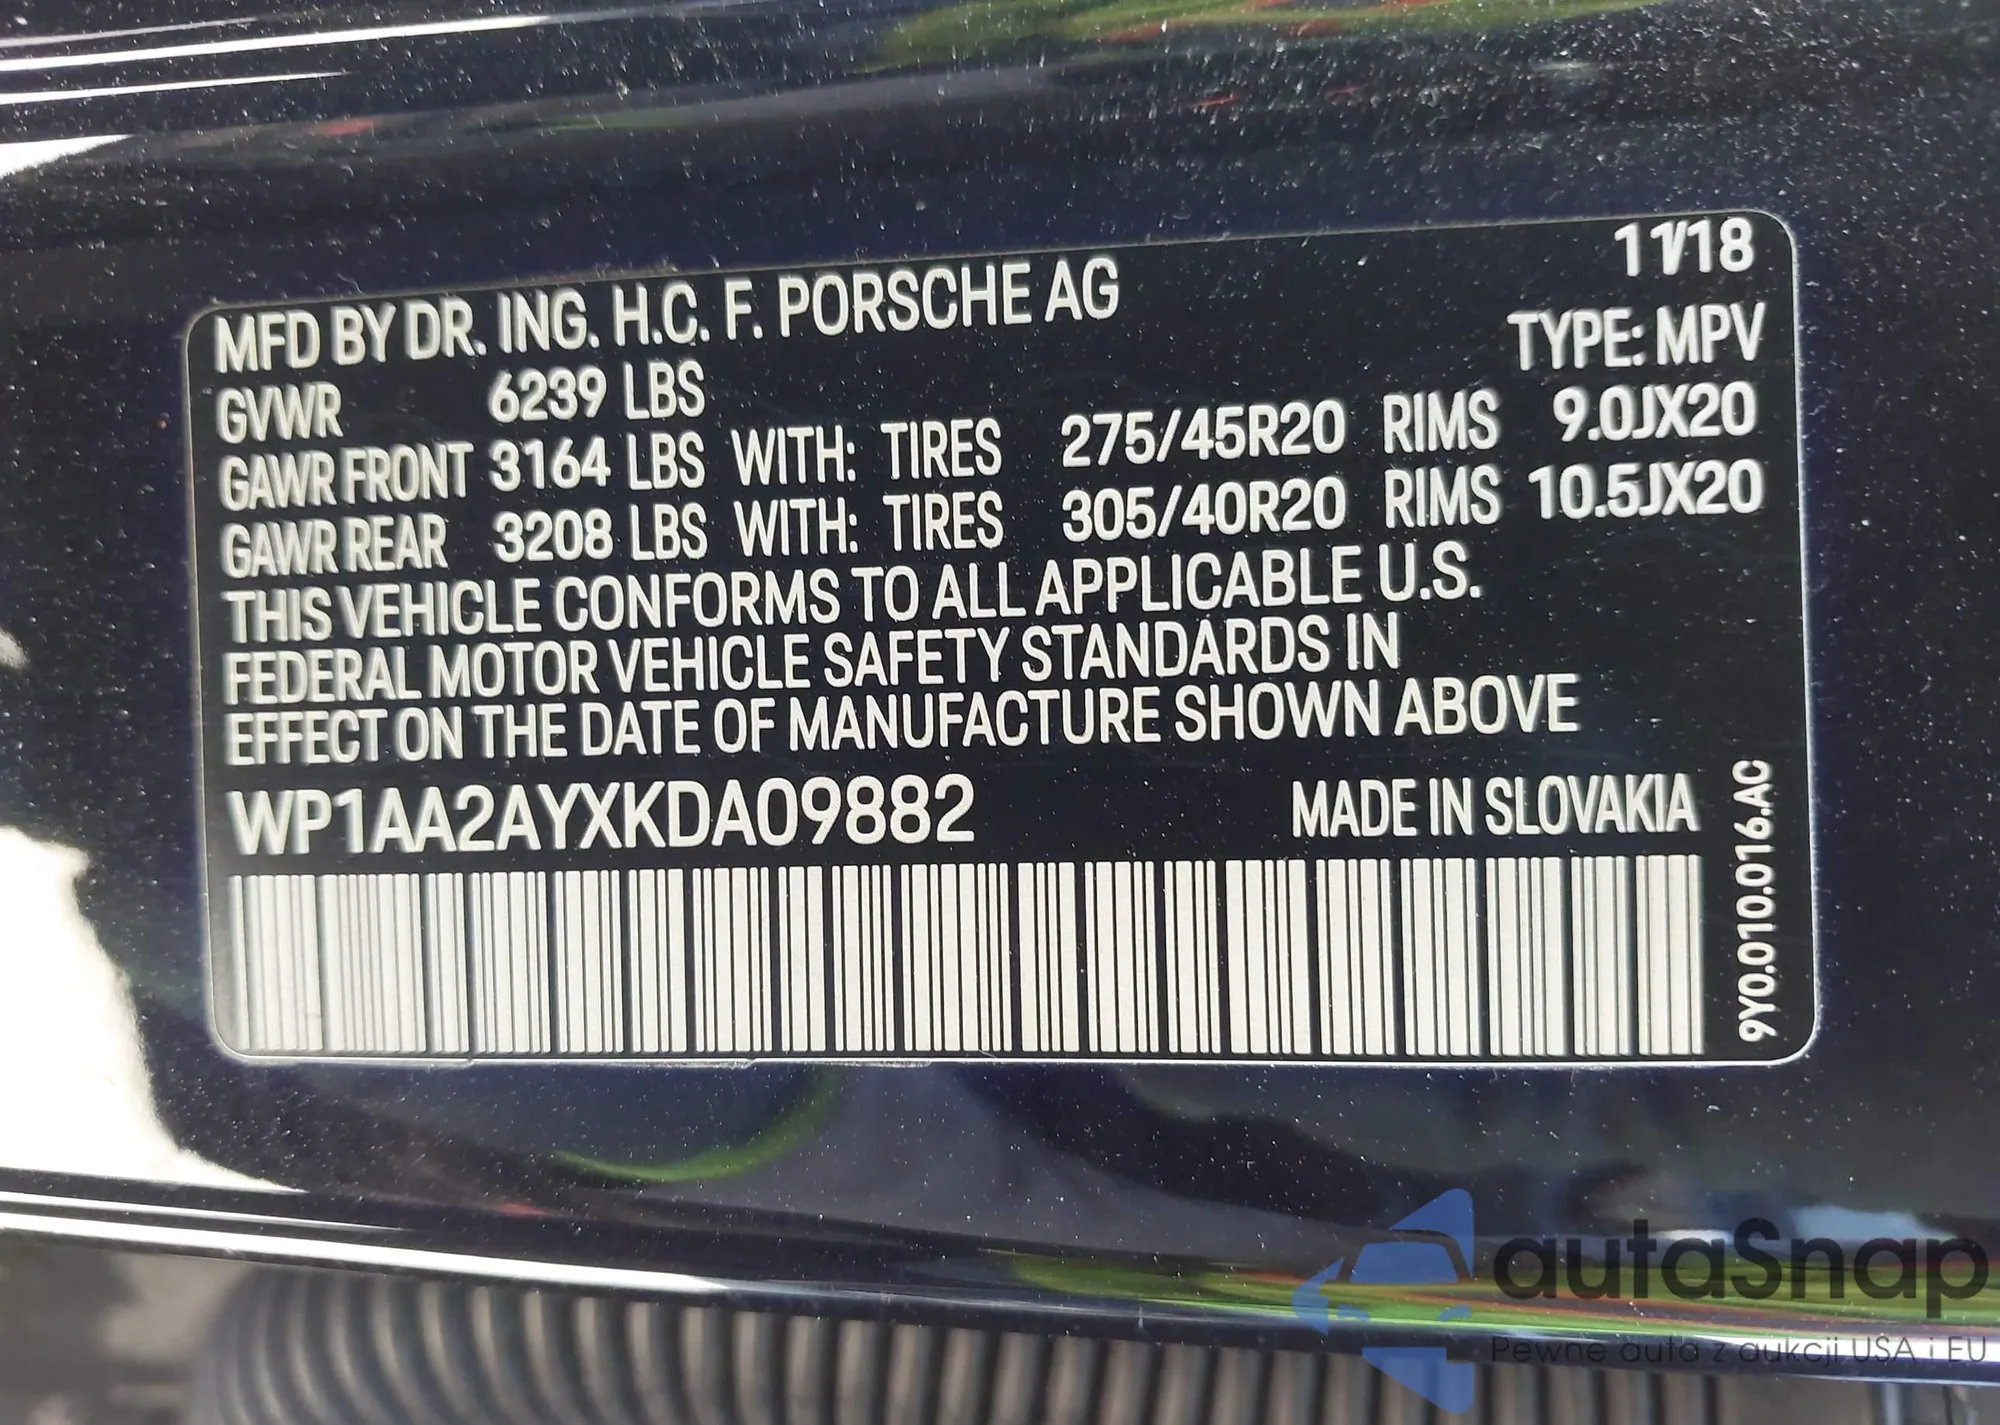 11/18
MFD BY DR. ING. H.C. F. PORSCHE AG
TYPE: MPV
GVWR 6239 LBS
GAWR FRONT 3164 LBS WITH: TIRES 275/45R20 RIMS 9.0JX20
GAWR REAR 3208 LBS WITH: TIRES 305/40R20 RIMS 10.5JX20
THIS VEHICLE CONFORMS TO ALL APPLICABLE U.S.
FEDERAL MOTOR VEHICLE SAFETY STANDARDS IN
EFFECT ON THE DATE OF MANUFACTURE SHOWN ABOVE
WP1AA2AYXKDA09882 MADE IN SLOVAKIA
9Y0.010.016.AC
autaSnap
Pewne auta z aukcji USA i EU